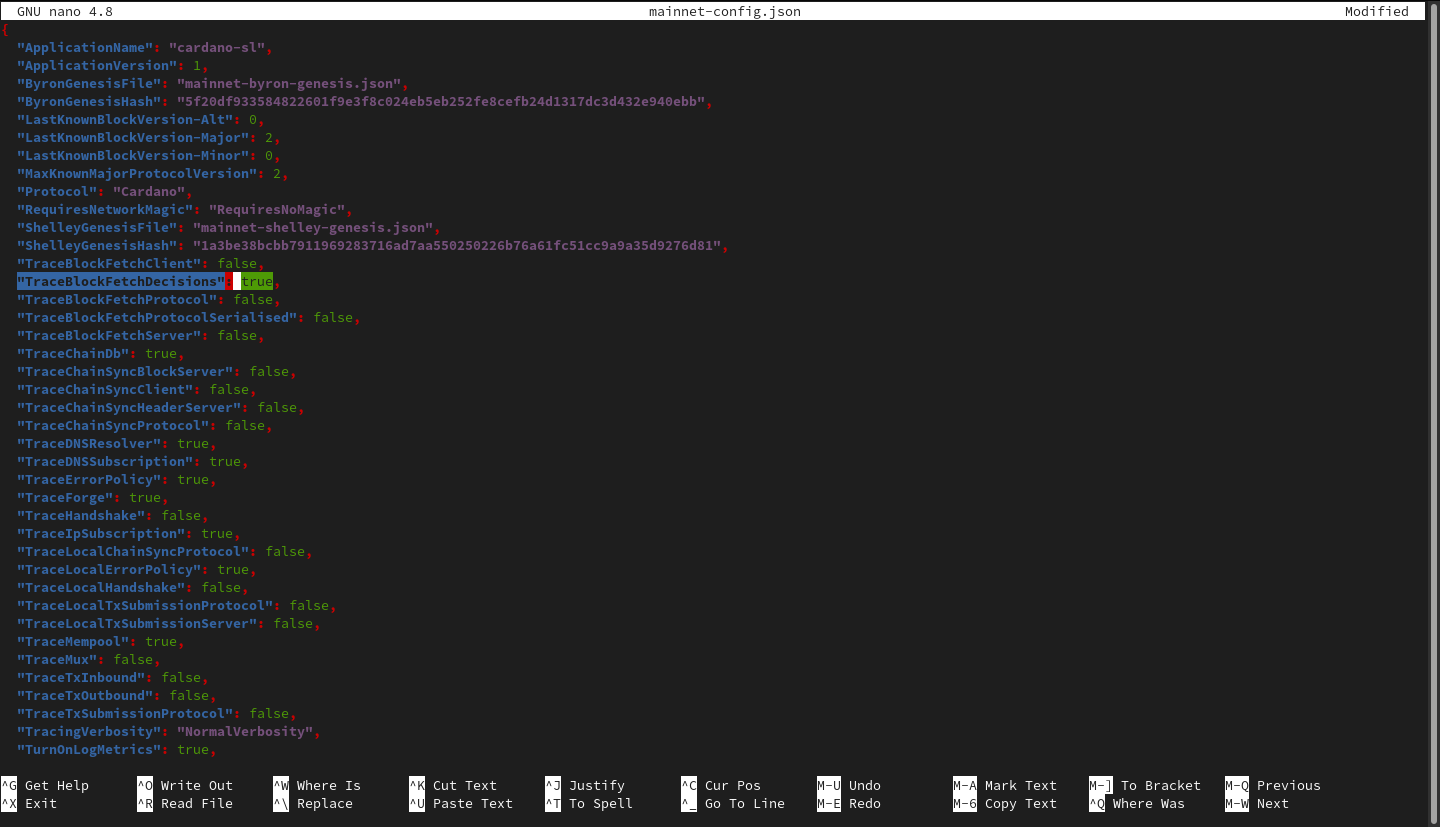 GNU nano 4.8 mainnet-config.json Modified
{
"ApplicationName": "cardano-sl",
"ApplicationVersion": 1,
"ByronGenesisFile": "mainnet-byron-genesis.json",
"ByronGenesisHash": "5f20df933584822601f9e3f8c024eb5eb252fe8cefb24d1317dc3d432e940ebb",
"LastKnownBlockVersion-Alt": 0,
"LastKnownBlockVersion-Major": 2,
"LastKnownBlockVersion-Minor": 0,
"MaxKnownMajorProtocolVersion": 2,
"Protocol": "Cardano",
"RequiresNetworkMagic": "RequiresNoMagic",
"ShelleyGenesisFile": "mainnet-shelley-genesis.json",
"ShelleyGenesisHash": "1a3be38bcbb7911969283716ad7aa550250226b76a61fc51cc9a9a35d9276d81",
"TraceBlockFetchClient": false,
"TraceBlockFetchDecisions": true,
"TraceBlockFetchProtocol": false,
"TraceBlockFetchProtocolSerialised": false,
"TraceBlockFetchServer": false,
"TraceChainDb": true,
"TraceChainSyncBlockServer": false,
"TraceChainSyncClient": false,
"TraceChainSyncHeaderServer": false,
"TraceChainSyncProtocol": false,
"TraceDNSResolver": true,
"TraceDNSSubscription": true,
"TraceErrorPolicy": true,
"TraceForge": true,
"TraceHandshake": false,
"TraceIpSubscription": true,
"TraceLocalChainSyncProtocol": false,
"TraceLocalErrorPolicy": true,
"TraceLocalHandshake": false,
"TraceLocalTxSubmissionProtocol": false,
"TraceLocalTxSubmissionServer": false,
"TraceMempool": true,
"TraceMux": false,
"TraceTxInbound": false,
"TraceTxOutbound": false,
"TraceTxSubmissionProtocol": false,
"TracingVerbosity": "NormalVerbosity",
"TurnOnLogMetrics": true,
^G Get Help ^O Write Out ^W Where Is ^K Cut Text ^J Justify ^C Cur Pos M-U Undo M-A Mark Text M-] To Bracket M-Q Previous
^X Exit ^R Read File ^\ Replace ^U Paste Text ^T To Spell ^_ Go To Line M-E Redo M-6 Copy Text ^Q Where Was M-W Next